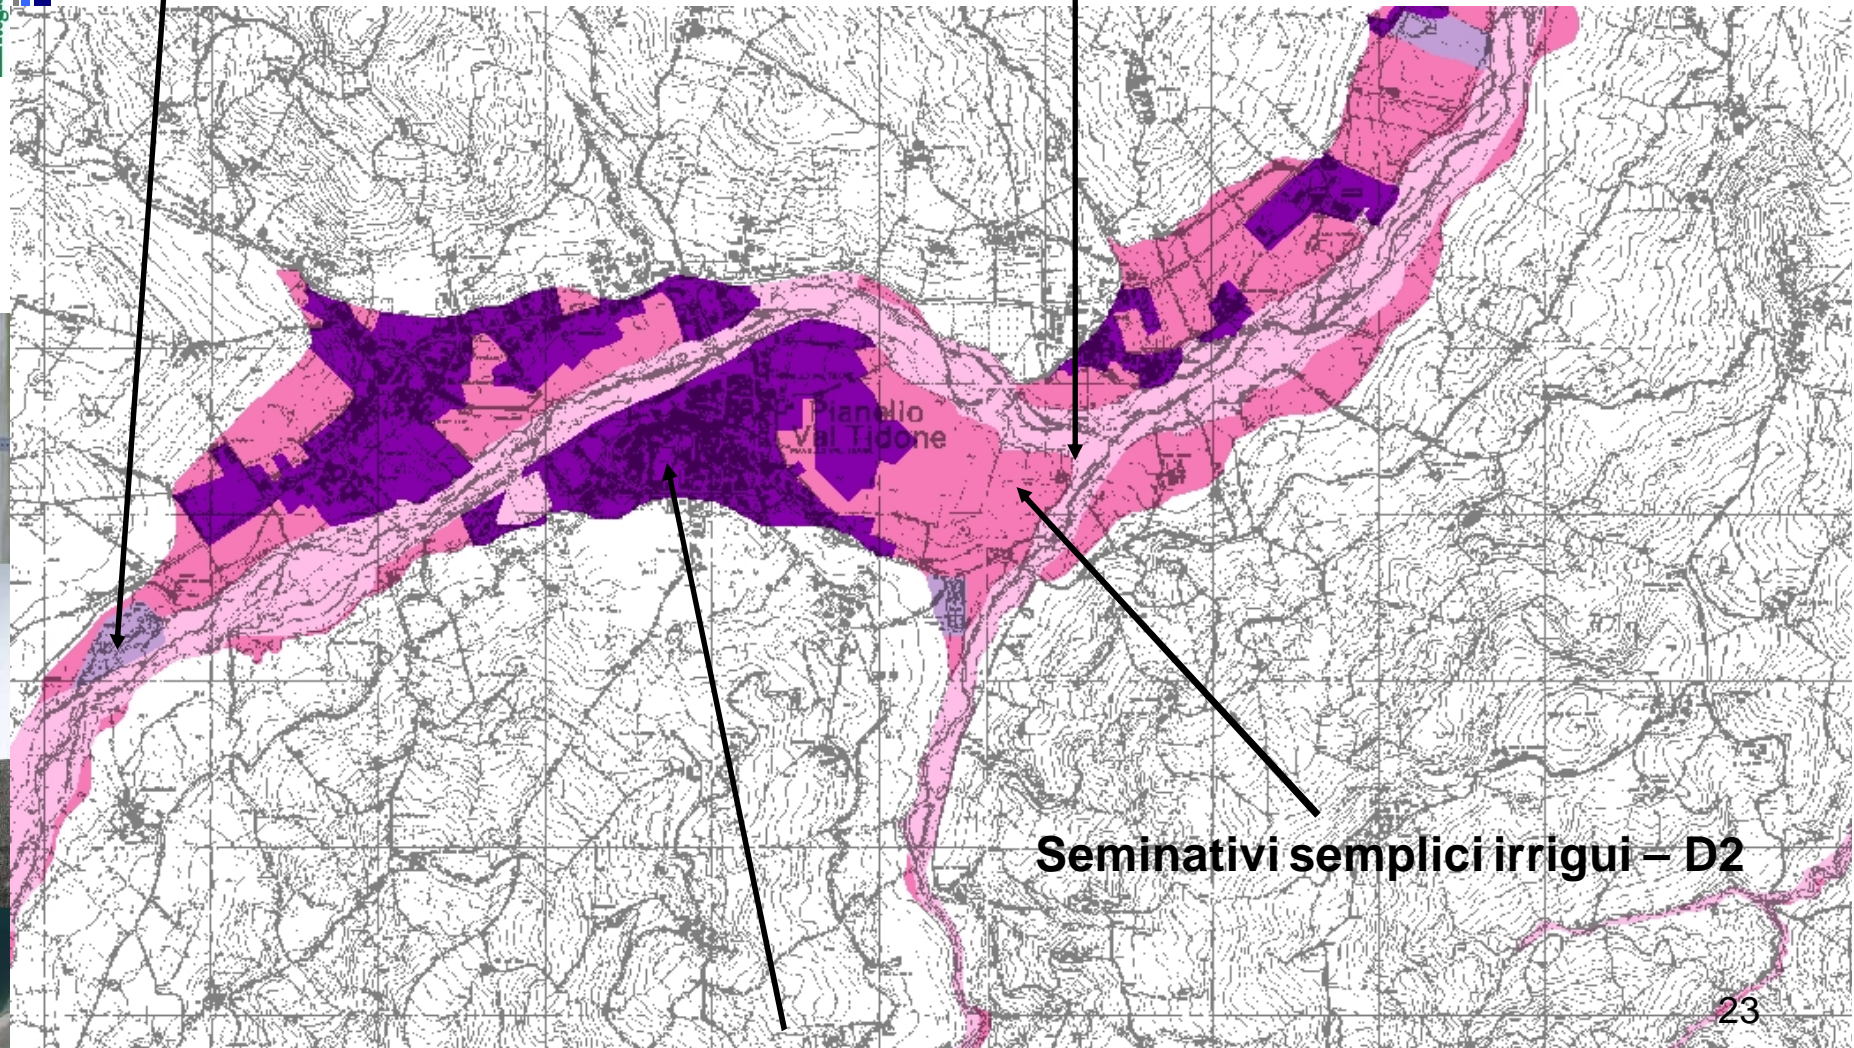 Pianello
Val Tidone
Seminativi semplici irrigui – D2
23